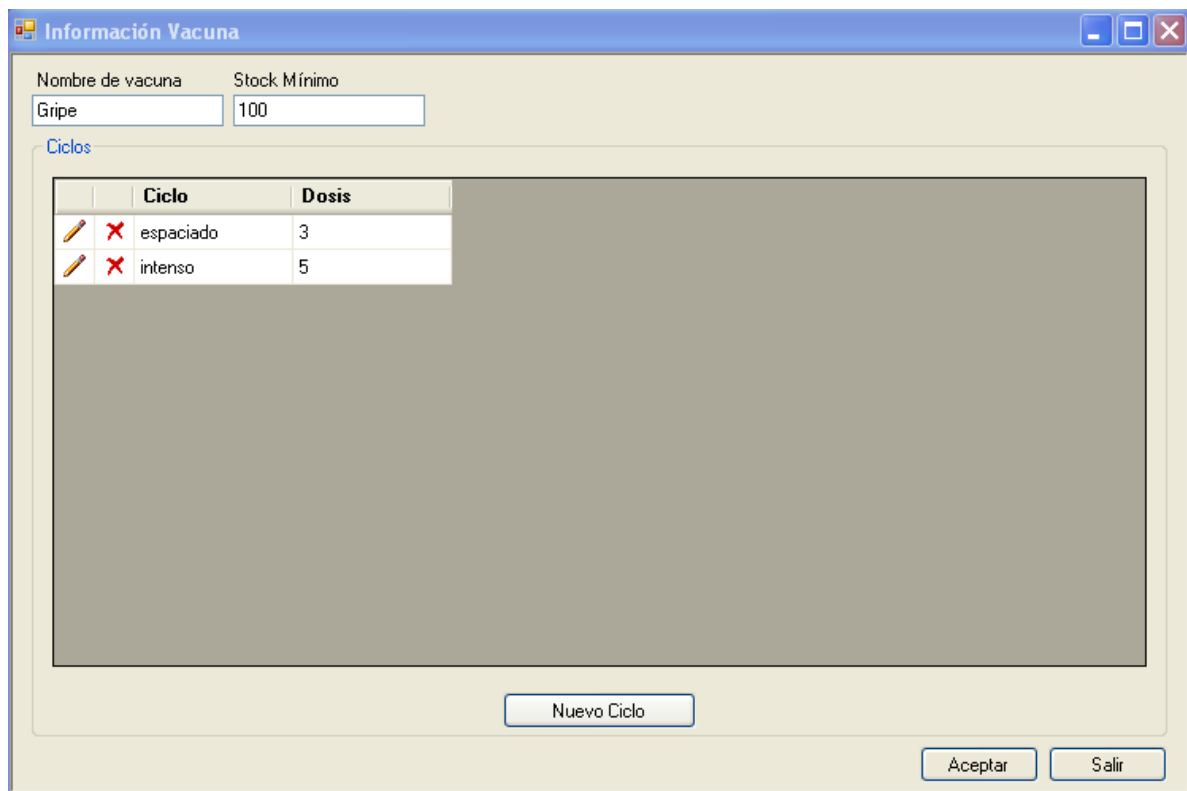 Información Vacuna
Nombre de vacuna Stock Mínimo
Gripe 100
Ciclos
Ciclo Dosis
espaciado 3
intenso 5
Nuevo Ciclo
Aceptar Salir